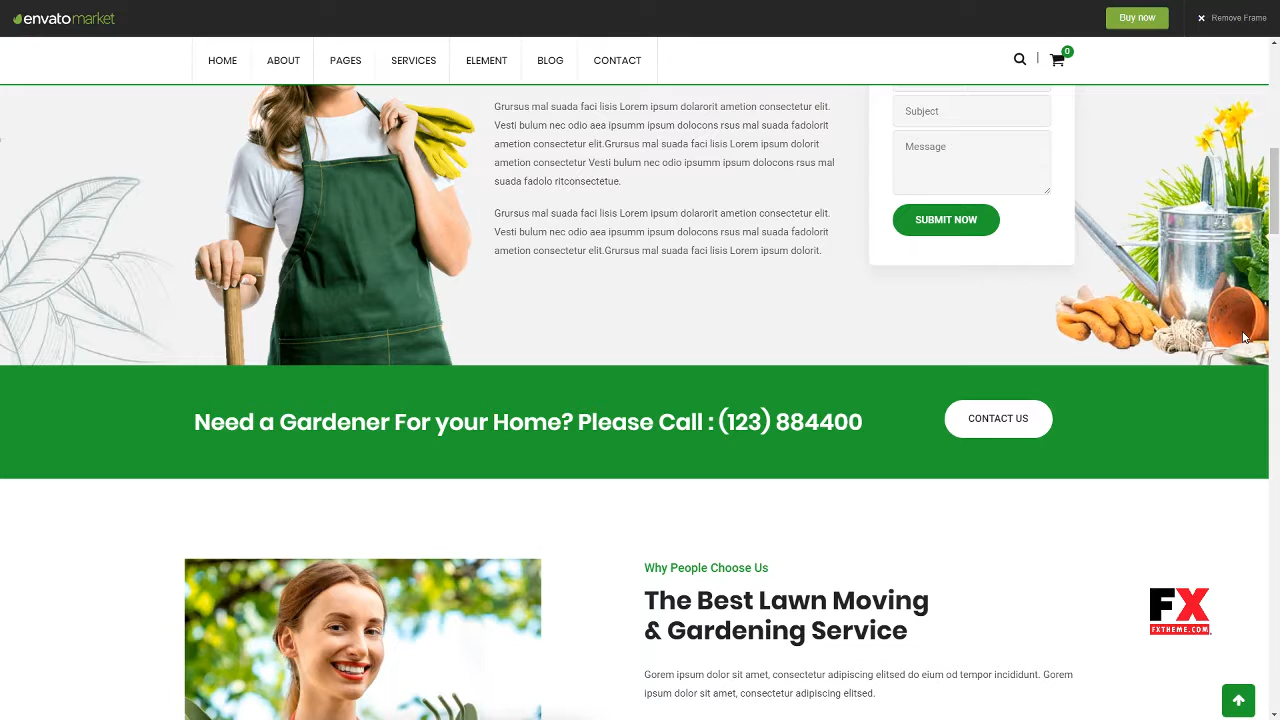 envato market
Buy now
Remove Frame
HOME
ABOUT
PAGES
SERVICES
ELEMENT
BLOG
CONTACT
0
Grursus mal suada faci lisis Lorem ipsum dolarorit ametion consectetur elit.
Vesti bulum nec odio aea ipsumm ipsum dolocons rsus mal suada fadolorit
ametion consectetur elit.Grursus mal suada faci lisis Lorem ipsum dolorit
ametion consectetur Vesti bulum nec odio ipsumm ipsum dolocons rsus mal
suada fadolo ritconsectetue.
Grursus mal suada faci lisis Lorem ipsum dolarorit ametion consectetur elit.
Vesti bulum nec odio aea ipsumm ipsum dolocons rsus mal suada fadolorit
ametion consectetur elit.Grursus mal suada faci lisis Lorem ipsum dolorit.
Subject
Message
SUBMIT NOW
Need a Gardener For your Home? Please Call : (123) 884400
CONTACT US
Why People Choose Us
The Best Lawn Moving
& Gardening Service
Gorem ipsum dolor sit amet, consectetur adipiscing elitsed do eium od tempor incididunt. Gorem
ipsum dolor sit amet, consectetur adipiscing elitsed.
FX
FXTHEME.COM